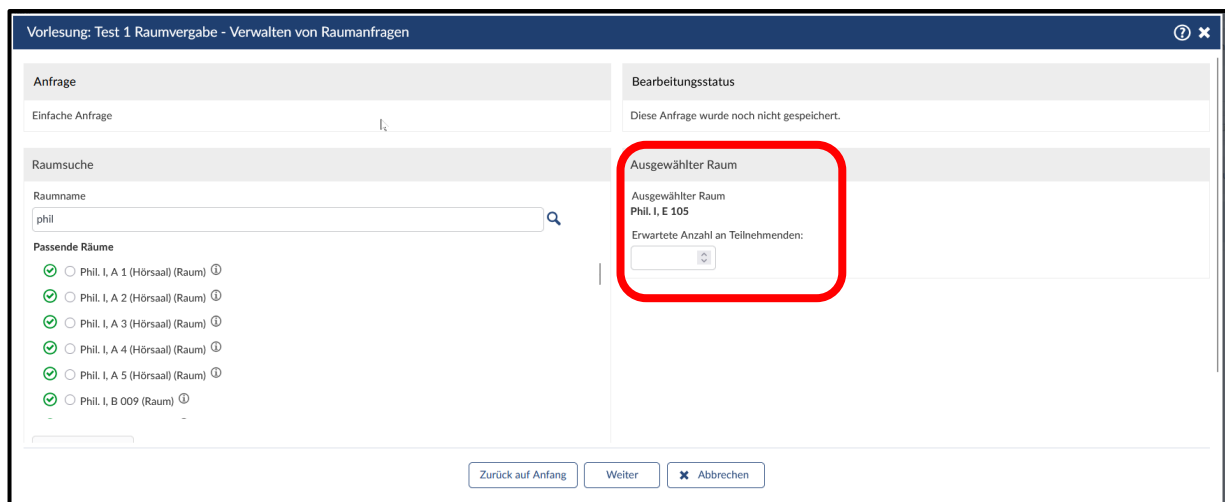 Vorlesung: Test 1 Raumvergabe - Verwalten von Raumanfragen
Anfrage
Einfache Anfrage
Bearbeitungsstatus
Diese Anfrage wurde noch nicht gespeichert.
Raumsuche
Raumname
phil
Passende Räume
Phil. I, A 1 (Hörsaal) (Raum)
Phil. I, A 2 (Hörsaal) (Raum)
Phil. I, A 3 (Hörsaal) (Raum)
Phil. I, A 4 (Hörsaal) (Raum)
Phil. I, A 5 (Hörsaal) (Raum)
Phil. I, B 009 (Raum)
Ausgewählter Raum
Ausgewählter Raum
Phil. I, E 105
Erwartete Anzahl an Teilnehmenden:
Zurück auf Anfang
Weiter
Abbrechen